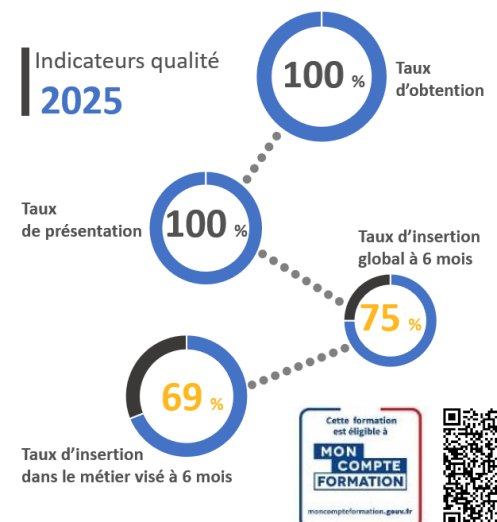 Indicateurs qualité
2025
100 %
Taux
d'obtention
Taux
de présentation
100 %
Taux d'insertion
global à 6 mois
75 %
69 %
Taux d'insertion
dans le métier visé à 6 mois
Cette formation
est éligible à
MON
COMPTE
FORMATION
moncompteformation.gouv.fr